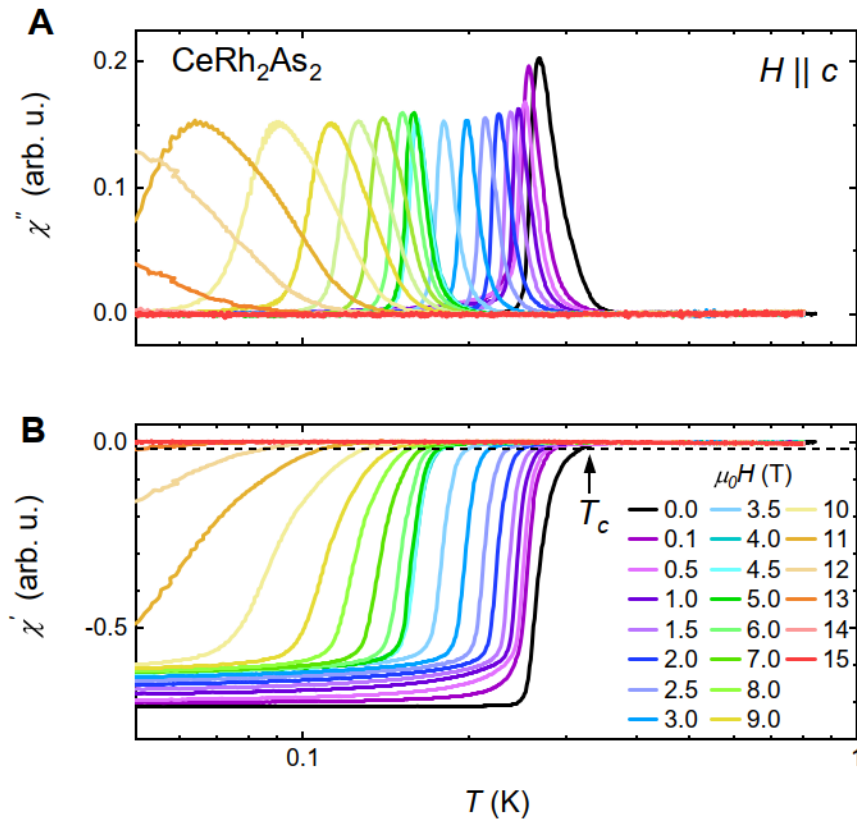 A
CeRh₂As₂
H || c
0.2
0.1
0.0
χ'' (arb. u.)
B
0.0
-0.5
χ' (arb. u.)
T_c
μ₀H (T)
0.0 3.5 10.
0.1 4.0 11.
0.5 4.5 12.
1.0 5.0 13.
1.5 6.0 14.
2.0 7.0 15.
2.5 8.0
3.0 9.0
0.1 1
T (K)